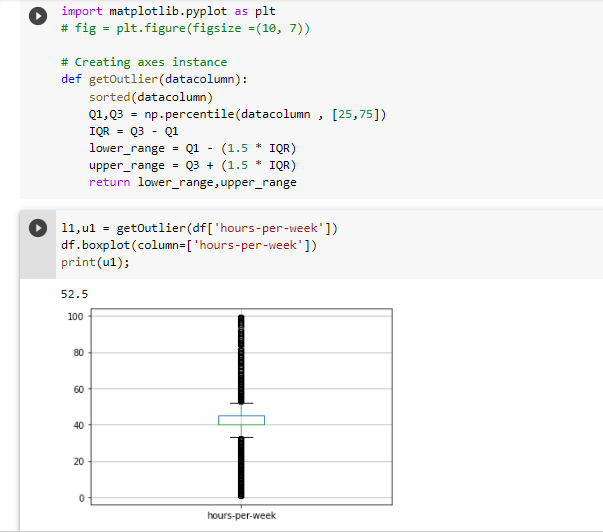 import matplotlib.pyplot as plt
# fig = plt.figure(figsize =(10, 7))
# Creating axes instance
def getOutlier(datacolumn):
    sorted(datacolumn)
    Q1,Q3 = np.percentile(datacolumn , [25,75])
    IQR = Q3 - Q1
    lower_range = Q1 - (1.5 * IQR)
    upper_range = Q3 + (1.5 * IQR)
    return lower_range,upper_range
l1,u1 = getOutlier(df['hours-per-week'])
df.boxplot(column=['hours-per-week'])
print(u1);
52.5
100
80
60
40
20
0
hours-per-week